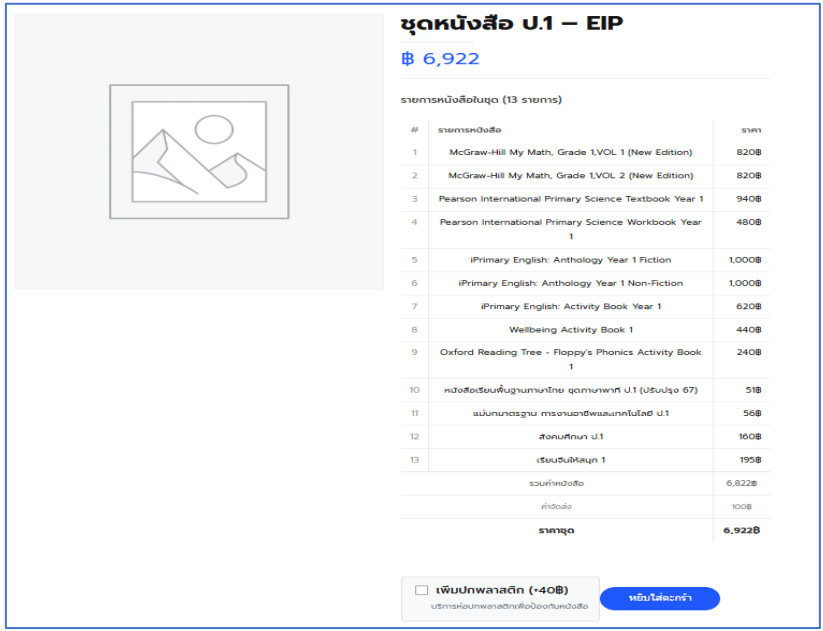 ชุดหนังสือ ป.1 – EIP
฿ 6,922
รายการหนังสือในชุด (13 รายการ)
# รายการหนังสือ ราคา
1 McGraw-Hill My Math, Grade 1,VOL 1 (New Edition) 820฿
2 McGraw-Hill My Math, Grade 1,VOL 2 (New Edition) 820฿
3 Pearson International Primary Science Textbook Year 1 940฿
4 Pearson International Primary Science Workbook Year 480฿
1
5 iPrimary English: Anthology Year 1 Fiction 1,000฿
6 iPrimary English: Anthology Year 1 Non-Fiction 1,000฿
7 iPrimary English: Activity Book Year 1 620฿
8 Wellbeing Activity Book 1 440฿
9 Oxford Reading Tree - Floppy's Phonics Activity Book 240฿
1
10 หนังสือเรียนพื้นฐานภาษาไทย ชุดภาษาพาที ป.1 (ปรับปรุง 67) 51฿
11 แม่บทมาตรฐาน การงานอาชีพและเทคโนโลยี ป.1 56฿
12 สังคมศึกษา ป.1 160฿
13 เรียนจีนให้สนุก 1 195฿
รวมค่าหนังสือ 6,822฿
ค่าจัดส่ง 100฿
ราคาชุด 6,922฿
เพิ่มปกพลาสติก (+40฿)
บริการห่อปกพลาสติกเพื่อป้องกันหนังสือ
หยิบใส่ตะกร้า